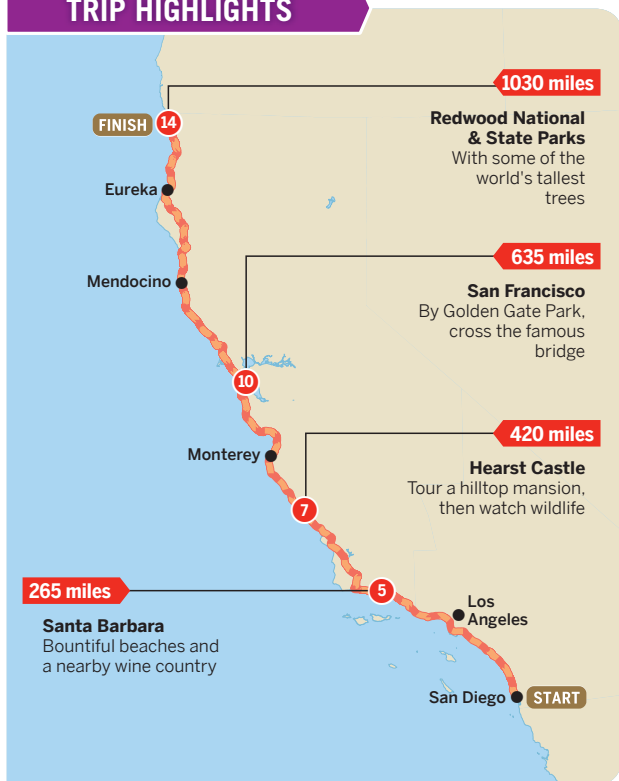 TRIP HIGHLIGHTS
1030 miles
Redwood National
& State Parks
With some of the
world's tallest
trees
FINISH
14
Eureka
635 miles
San Francisco
By Golden Gate Park,
cross the famous
bridge
Mendocino
10
420 miles
Hearst Castle
Tour a hilltop mansion,
then watch wildlife
Monterey
7
265 miles
Santa Barbara
Bountiful beaches and
a nearby wine country
5
Los
Angeles
San Diego
START